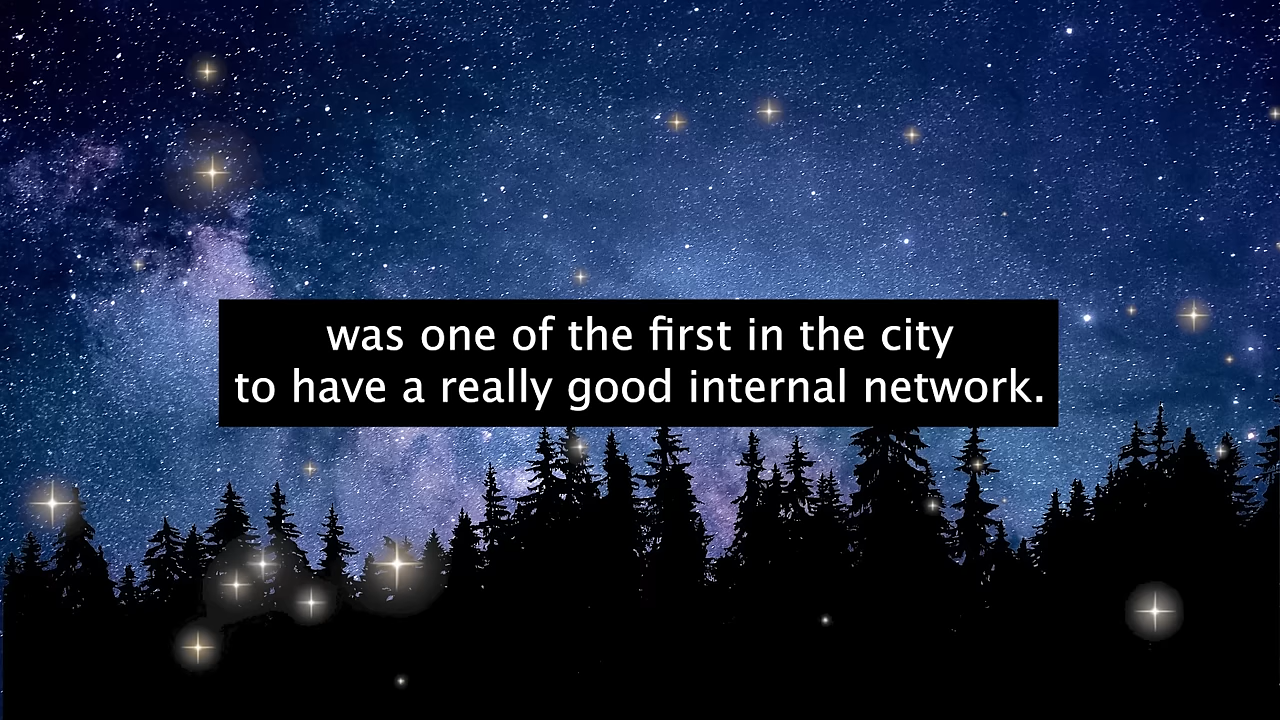 was one of the first in the city
to have a really good internal network.